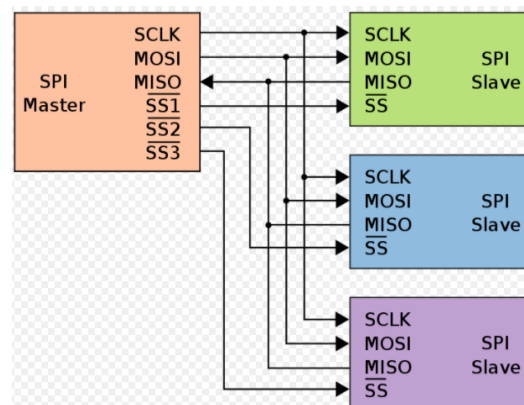 SPI
Master
SCLK
MOSI
MISO
SS1
SS2
SS3
SCLK
MOSI
MISO
SS
SPI
Slave
SCLK
MOSI
MISO
SS
SPI
Slave
SCLK
MOSI
MISO
SS
SPI
Slave